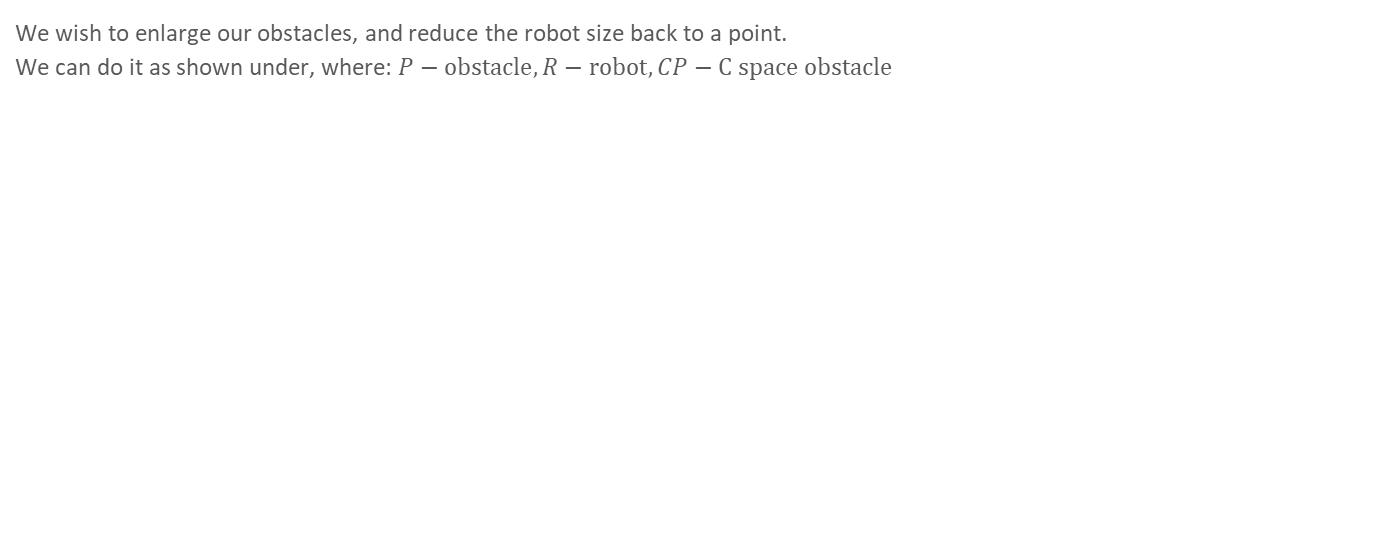 We wish to enlarge our obstacles, and reduce the robot size back to a point.
We can do it as shown under, where: P – obstacle, R – robot, CP – C space obstacle